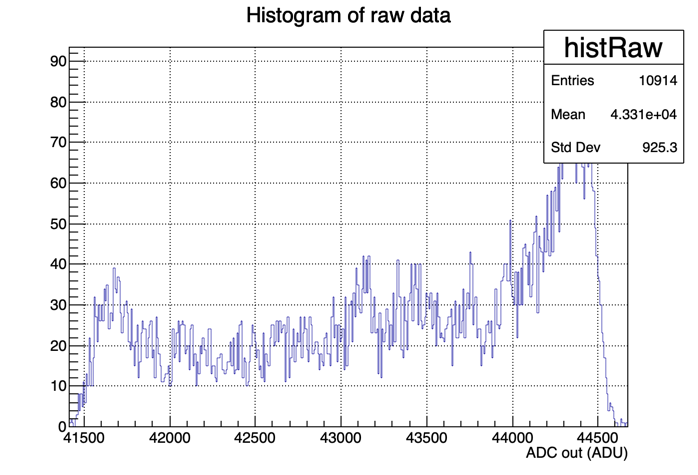 Histogram of raw data
histRaw
Entries 10914
Mean 4.331e+04
Std Dev 925.3
90
80
70
60
50
40
30
20
10
0
41500 42000 42500 43000 43500 44000 44500
ADC out (ADU)